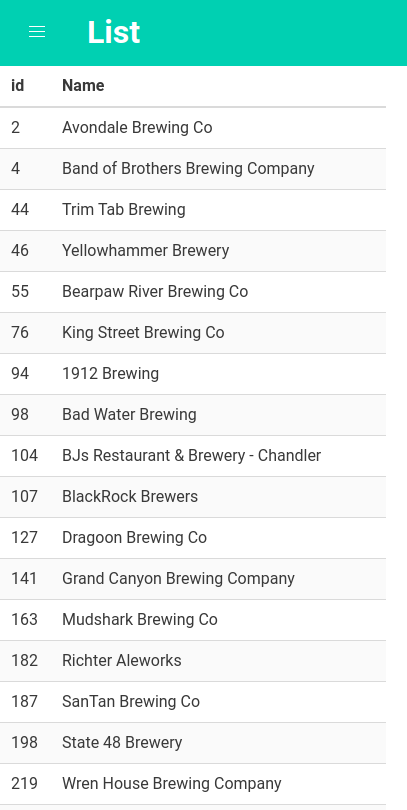 List
id Name
2 Avondale Brewing Co
4 Band of Brothers Brewing Company
44 Trim Tab Brewing
46 Yellowhammer Brewery
55 Bearpaw River Brewing Co
76 King Street Brewing Co
94 1912 Brewing
98 Bad Water Brewing
104 BJs Restaurant & Brewery - Chandler
107 BlackRock Brewers
127 Dragoon Brewing Co
141 Grand Canyon Brewing Company
163 Mudshark Brewing Co
182 Richter Aleworks
187 SanTan Brewing Co
198 State 48 Brewery
219 Wren House Brewing Company